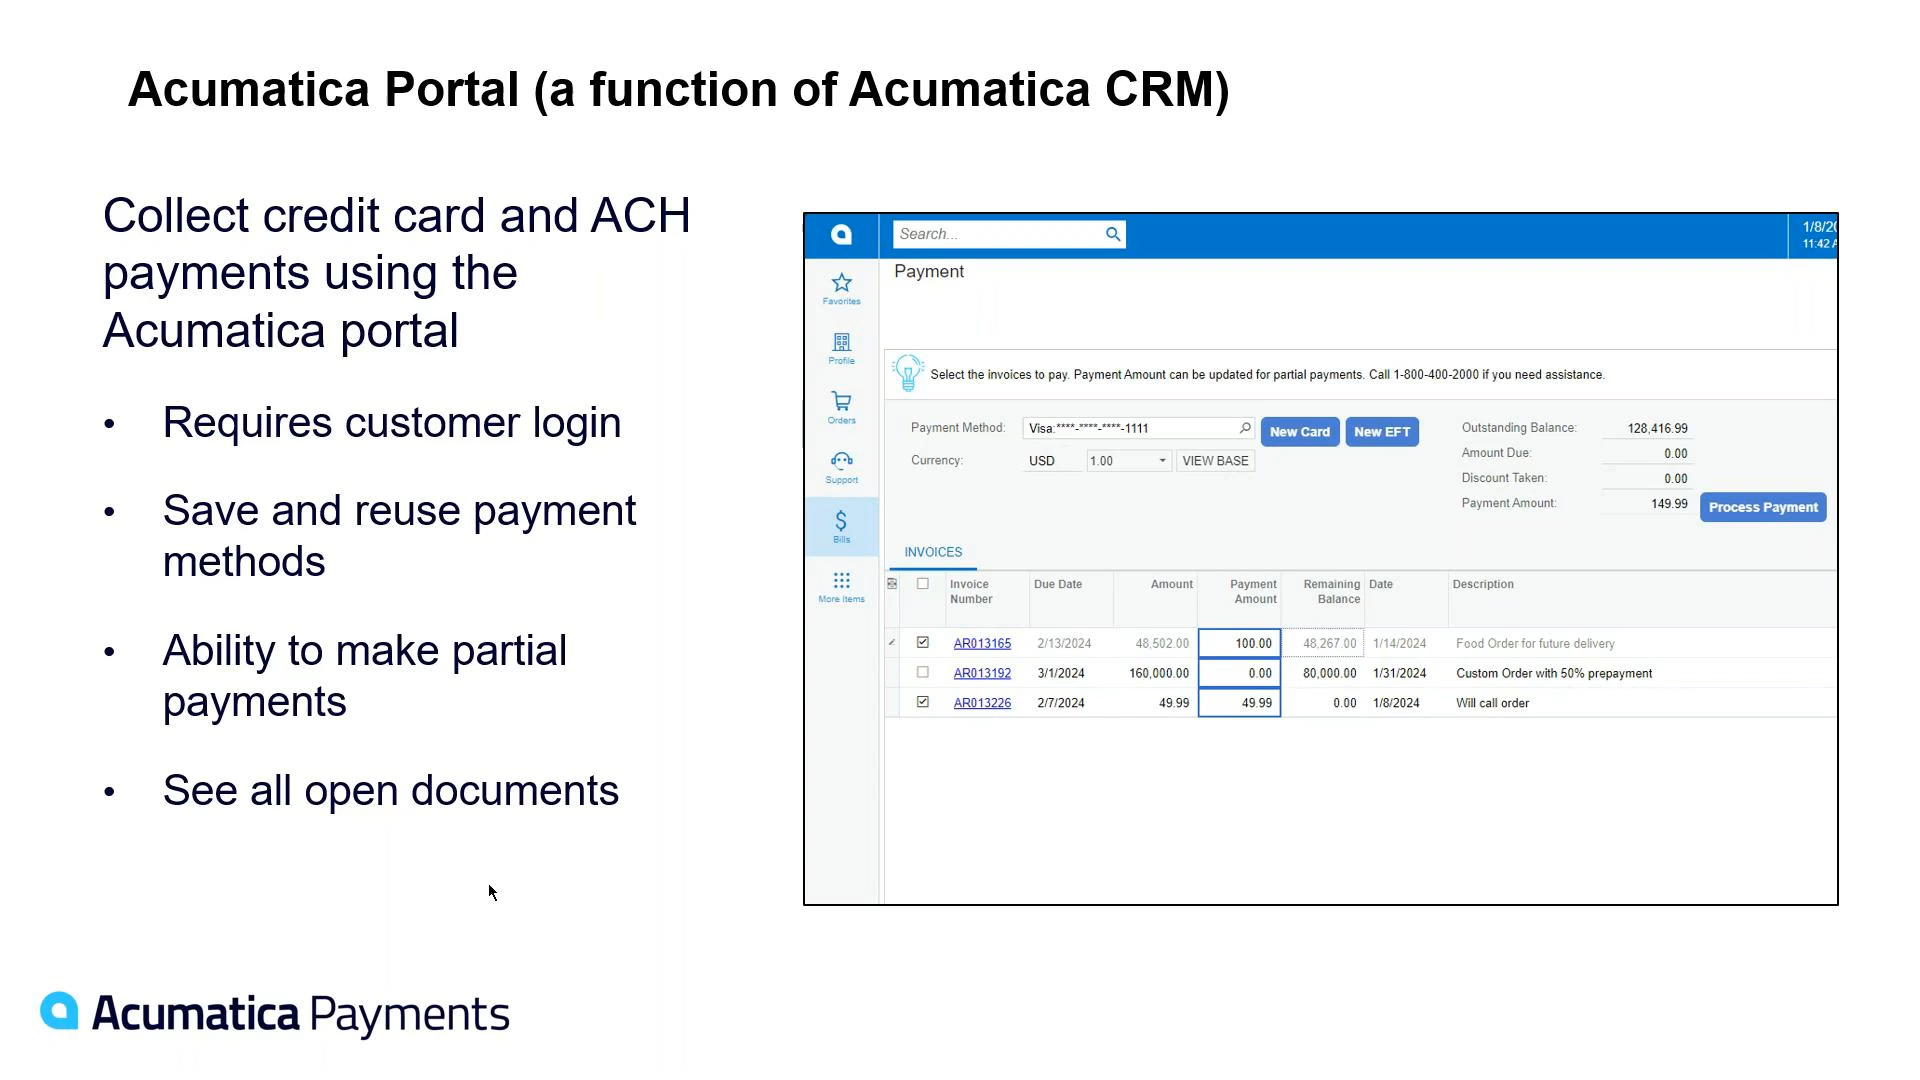 Acumatica Portal (a function of Acumatica CRM)
Collect credit card and ACH
payments using the
Acumatica portal
• Requires customer login
• Save and reuse payment
methods
• Ability to make partial
payments
• See all open documents
Acumatica Payments
Search...
1/8/20
11:42 A
Favorites
Profile
Orders
Support
Bills
More Items
Payment
Select the invoices to pay. Payment Amount can be updated for partial payments. Call 1-800-400-2000 if you need assistance.
Payment Method: Visa:****-****-****-1111 New Card New EFT
Currency: USD 1.00 VIEW BASE
Outstanding Balance: 128,416.99
Amount Due: 0.00
Discount Taken: 0.00
Payment Amount: 149.99 Process Payment
INVOICES
Invoice Number Due Date Amount Payment Amount Remaining Balance Date Description
AR013165 2/13/2024 48,502.00 100.00 48,267.00 1/14/2024 Food Order for future delivery
AR013192 3/1/2024 160,000.00 0.00 80,000.00 1/31/2024 Custom Order with 50% prepayment
AR013226 2/7/2024 49.99 49.99 0.00 1/8/2024 Will call order